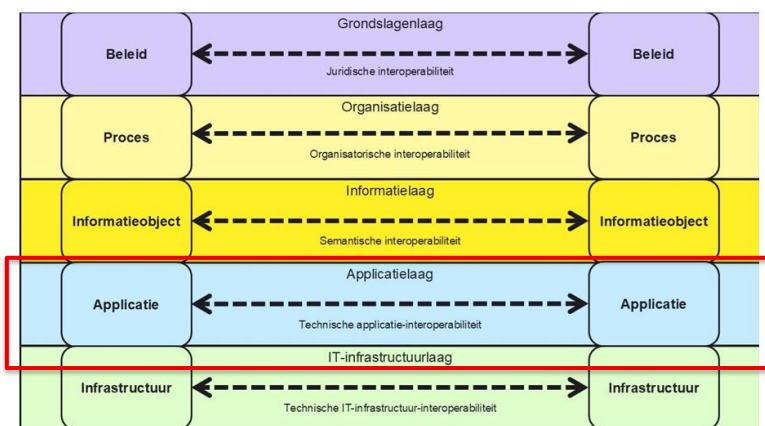 Grondslagenlaag
Beleid
Beleid
Juridische interoperabiliteit
Organisatielaag
Proces
Proces
Organisatorische interoperabiliteit
Informatielaag
Informatieobject
Informatieobject
Semantische interoperabiliteit
Applicatielaag
Applicatie
Applicatie
Technische applicatie-interoperabiliteit
IT-infrastructuurlaag
Infrastructuur
Infrastructuur
Technische IT-infrastructuur-interoperabiliteit